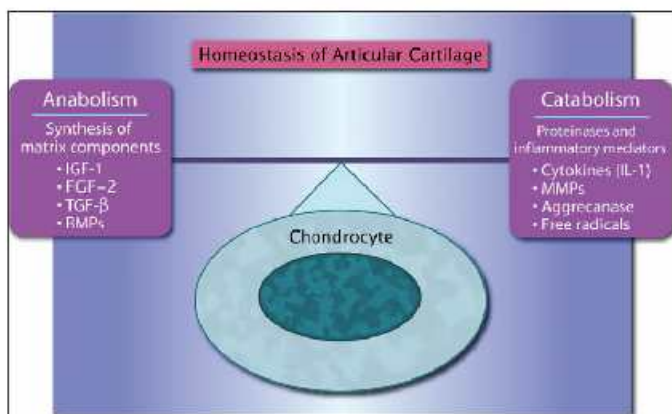 Homeostasis of Articular Cartilage
Anabolism
Synthesis of
matrix components
• IGF-1
• FGF-2
• TGF-β
• BMPs
Catabolism
Proteinases and
inflammatory mediators
• Cytokines (IL-1)
• MMPs
• Aggrecanase
• Free radicals
Chondrocyte